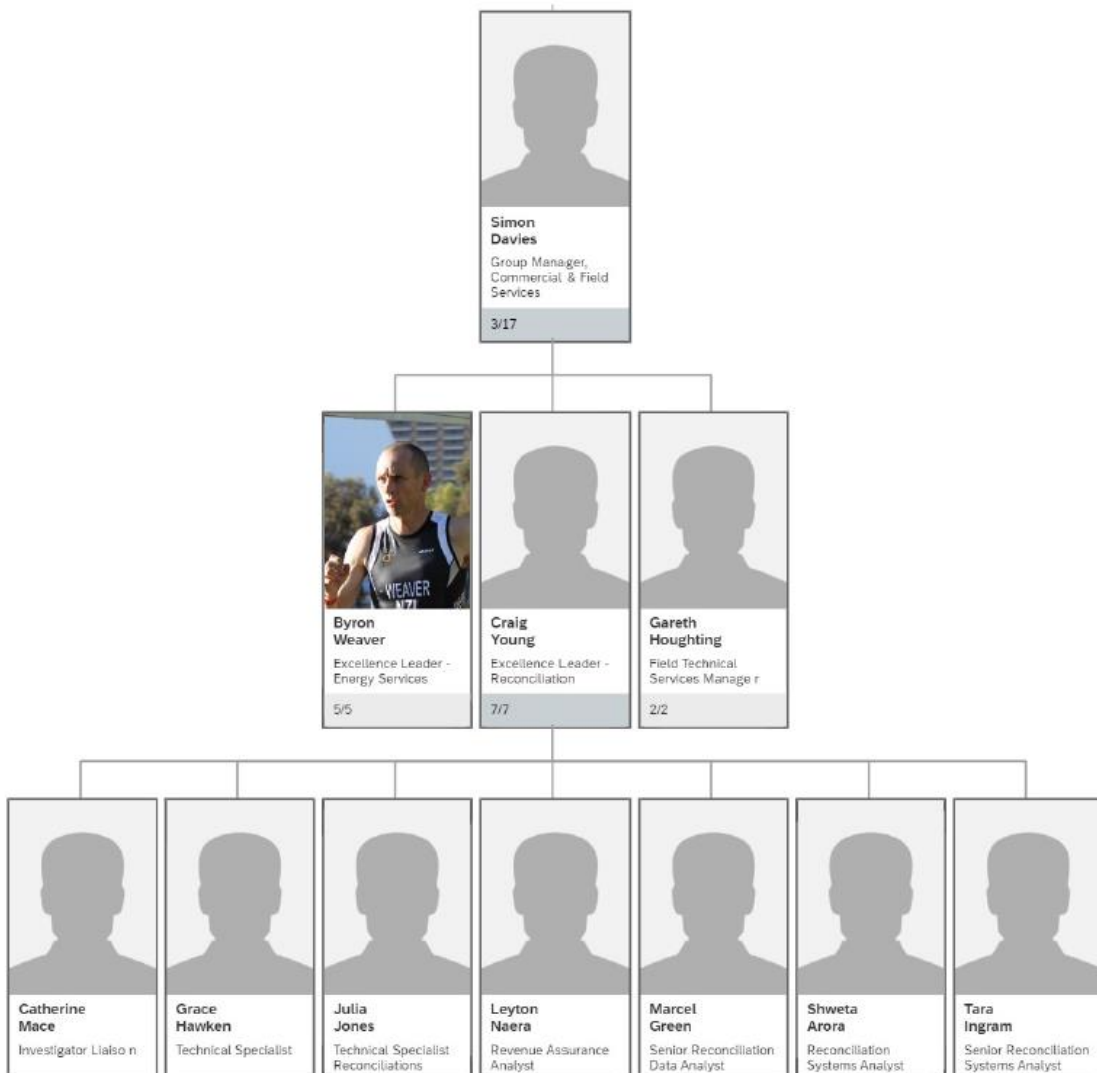 Simon
Davies
Group Manager,
Commercial & Field
Services
3/17
WEAVER
NZL
Byron
Weaver
Excellence Leader -
Energy Services
5/5
Craig
Young
Excellence Leader -
Reconciliation
7/7
Gareth
Houghting
Field Technical
Services Manage r
2/2
Catherine
Mace
Investigator Liaiso n
Grace
Hawken
Technical Specialist
Julia
Jones
Technical Specialist
Reconciliations
Leyton
Naera
Revenue Assurance
Analyst
Marcel
Green
Senior Reconciliation
Data Analyst
Shweta
Arora
Reconciliation
Systems Analyst
Tara
Ingram
Senior Reconciliation
Systems Analyst